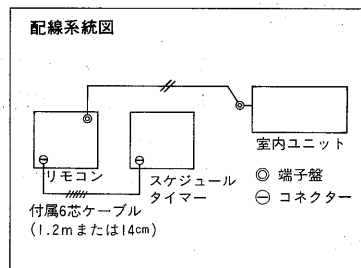 配線系統図
室内ユニット
リモコン
スケジュール
タイマー
◎ 端子盤
⊖ コネクター
付属6芯ケーブル
(1.2mまたは14cm)